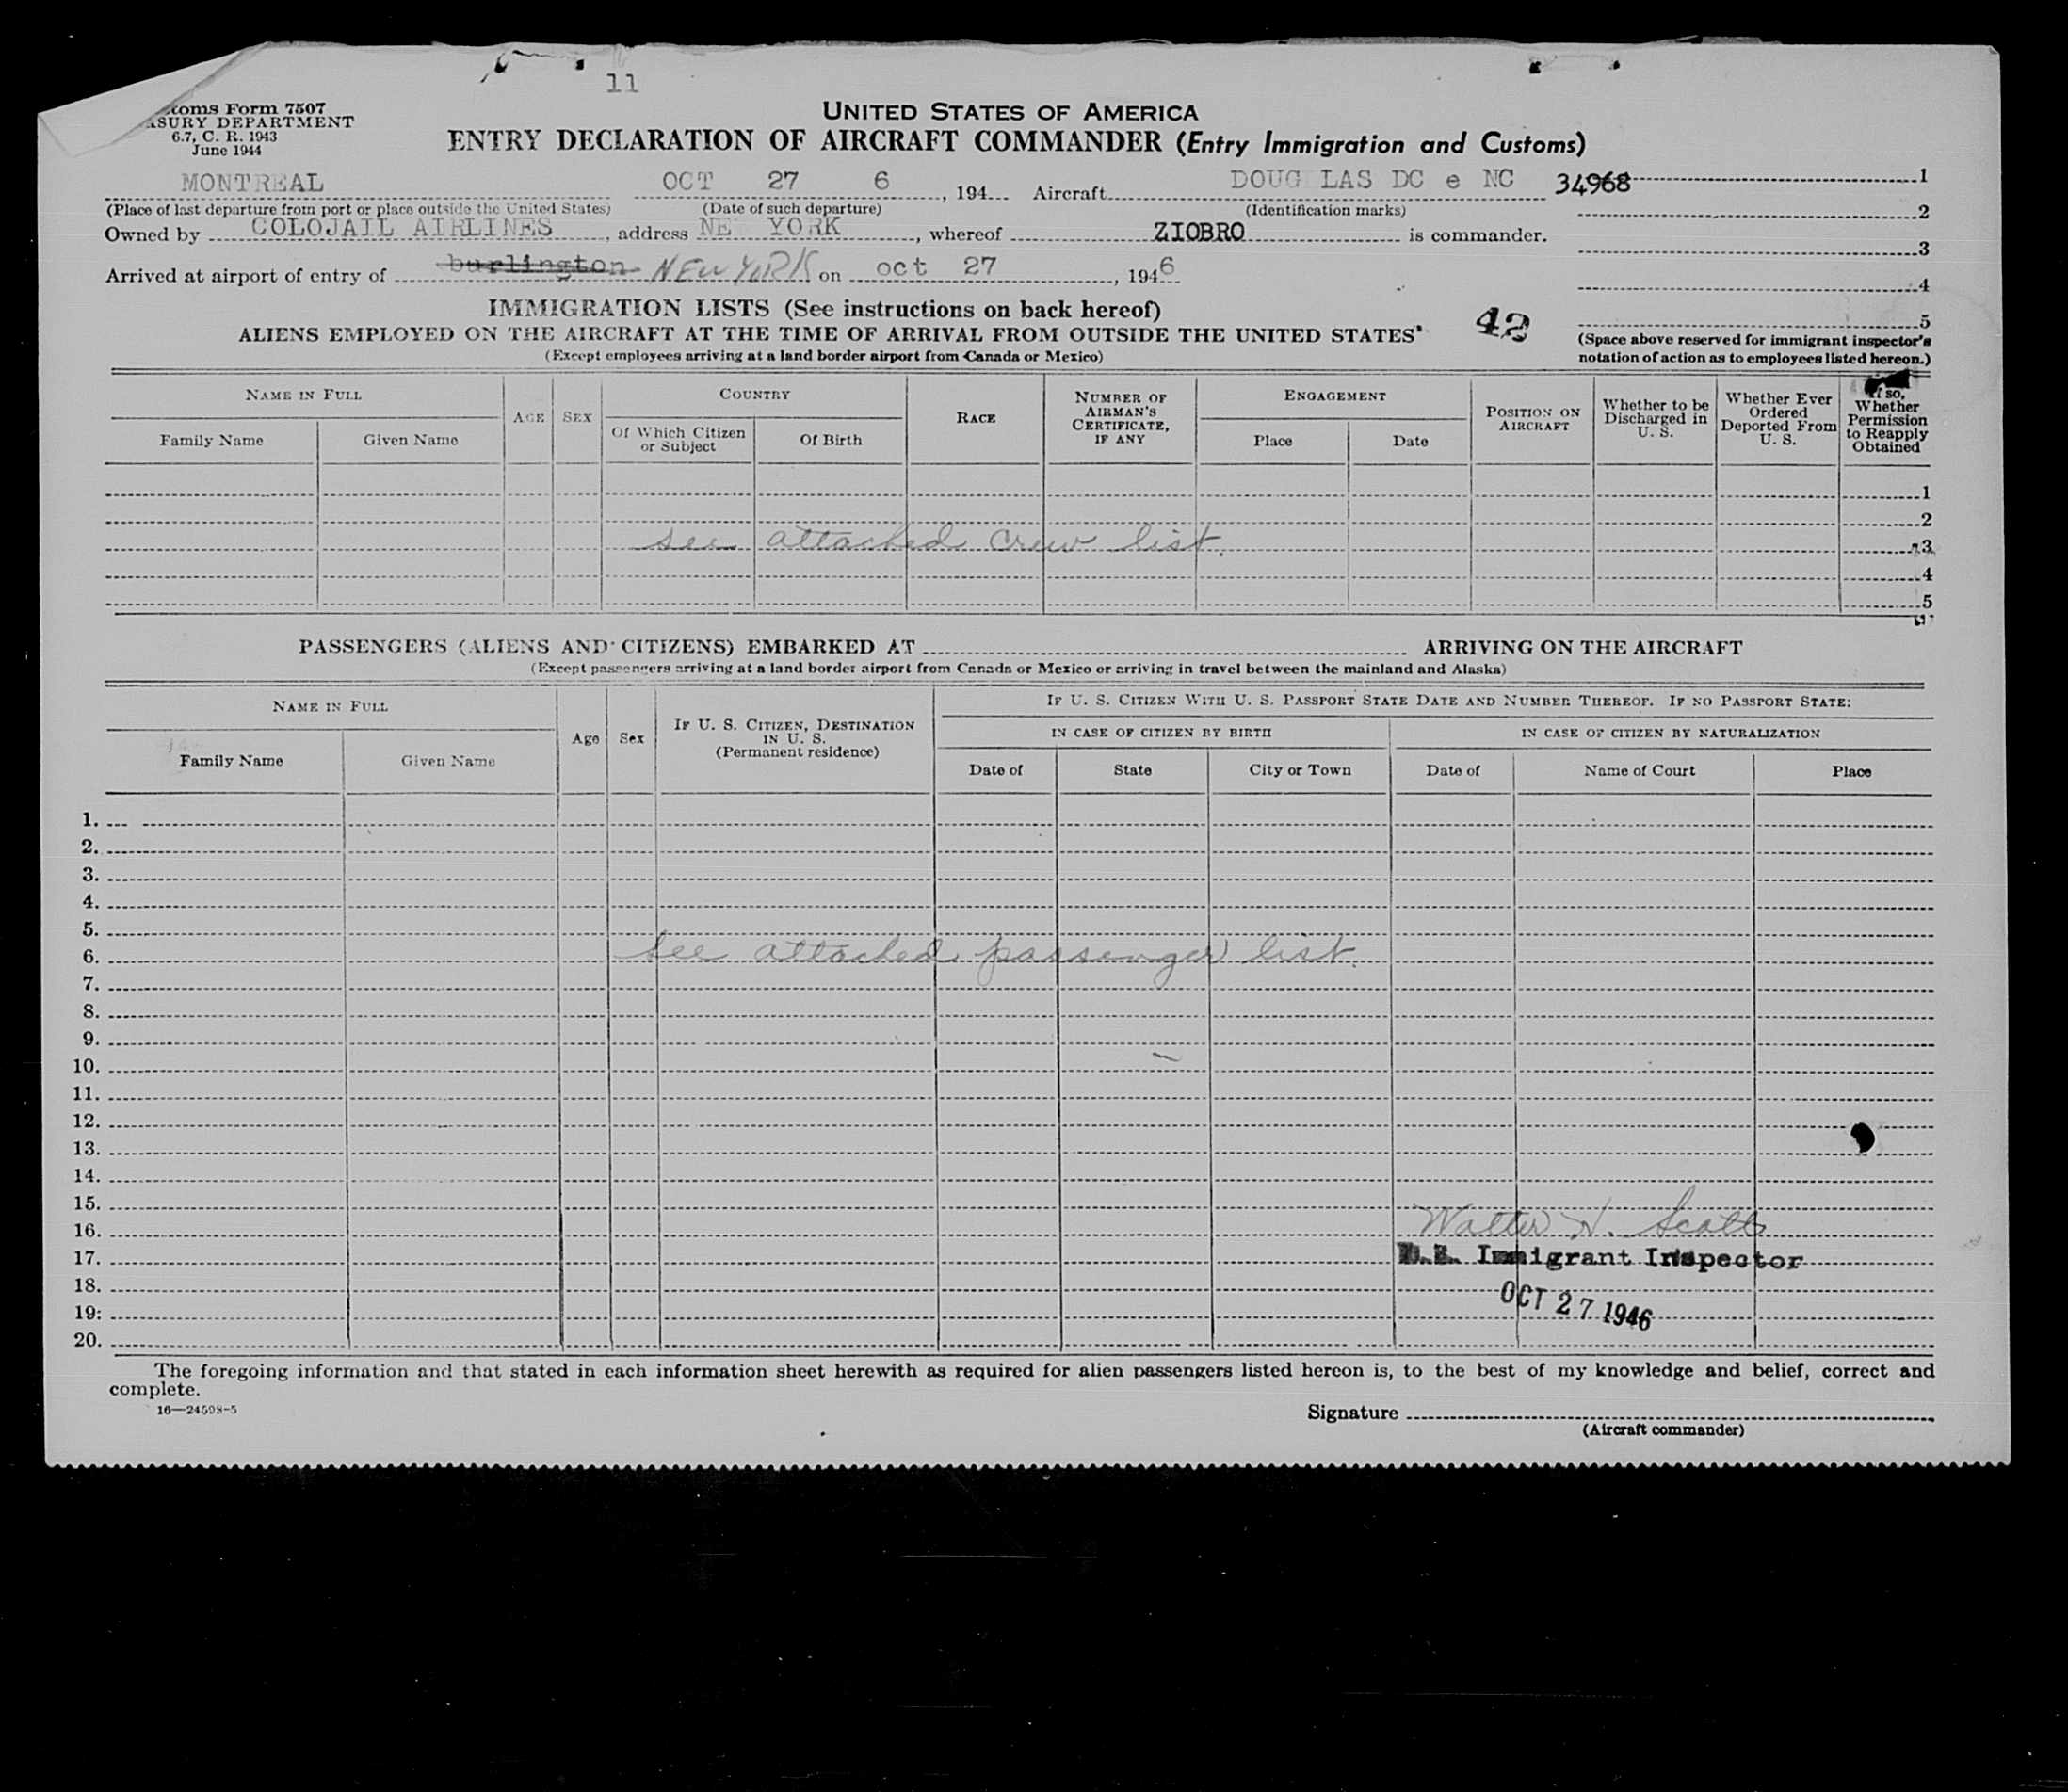 11
toms Form 7507
ASURY DEPARTMENT
6.7, C. R. 1943
June 1944
UNITED STATES OF AMERICA
ENTRY DECLARATION OF AIRCRAFT COMMANDER (Entry Immigration and Customs)
MONTREAL OCT 27 6 , 194 Aircraft DOUG LAS DC e NC 34968 1
(Place of last departure from port or place outside the United States) (Date of such departure) (Identification marks) 2
Owned by COLOJAIL AIRLINES , address NE YORK , whereof ZIOBRO is commander.
3
Arrived at airport of entry of burlington NEW YORK on oct 27 , 1946
4
IMMIGRATION LISTS (See instructions on back hereof)
42 5
ALIENS EMPLOYED ON THE AIRCRAFT AT THE TIME OF ARRIVAL FROM OUTSIDE THE UNITED STATES
(Except employees arriving at a land border airport from Canada or Mexico)
(Space above reserved for immigrant inspector's
notation of action as to employees listed hereon.)
NAME IN FULL
Family Name Given Name
AGE SEX
COUNTRY
Of Which Citizen
or Subject
Of Birth
RACE
NUMBER OF
AIRMAN'S
CERTIFICATE,
IF ANY
ENGAGEMENT
Place Date
POSITION ON
AIRCRAFT
Whether to be
Discharged in
U. S.
Whether Ever
Ordered
Deported From
U. S.
If so,
Whether
Permission
to Reapply
Obtained
1
2
see attached crew list. 3
4
5
PASSENGERS (ALIENS AND CITIZENS) EMBARKED AT ARRIVING ON THE AIRCRAFT
(Except passengers arriving at a land border airport from Canada or Mexico or arriving in travel between the mainland and Alaska)
NAME IN FULL
Family Name Given Name
Age Sex
IF U. S. CITIZEN, DESTINATION
IN U. S.
(Permanent residence)
IF U. S. CITIZEN WITH U. S. PASSPORT STATE DATE AND NUMBER THEREOF. IF NO PASSPORT STATE:
IN CASE OF CITIZEN BY BIRTH IN CASE OF CITIZEN BY NATURALIZATION
Date of State City or Town Date of Name of Court Place
1.
2.
3.
4.
5.
6. see attached passenger list.
7.
8.
9.
10.
11.
12.
13.
14.
15.
16. Walter H. Scott
17. U.S. Immigrant Inspector
18.
19. OCT 27 1946
20.
The foregoing information and that stated in each information sheet herewith as required for alien passengers listed hereon is, to the best of my knowledge and belief, correct and
complete.
16—24598-5
Signature
(Aircraft commander)